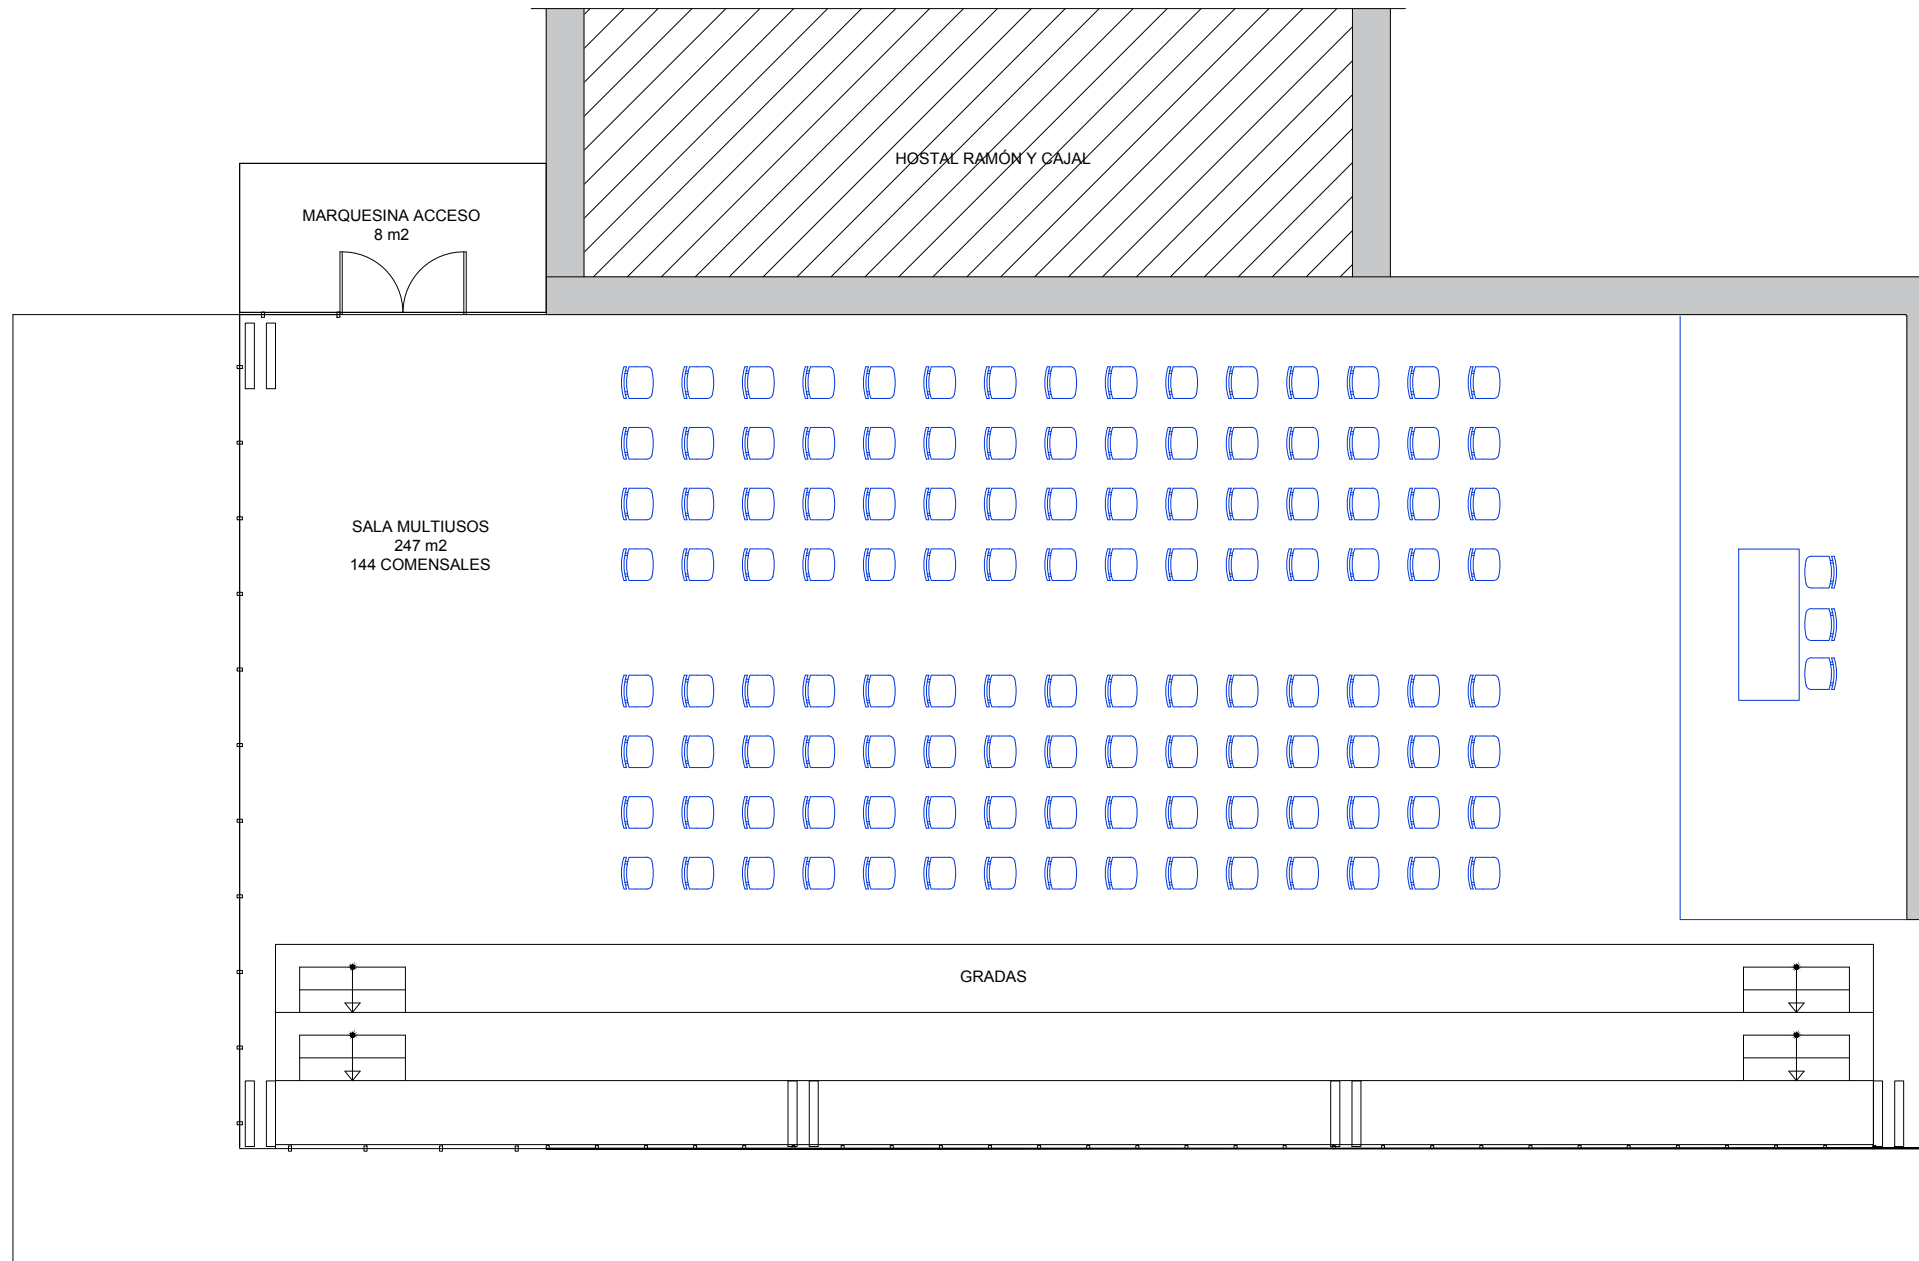 HOSTAL RAMÓN Y CAJAL
MARQUESINA ACCESO
8 m2
SALA MULTIUSOS
247 m2
144 COMENSALES
GRADAS